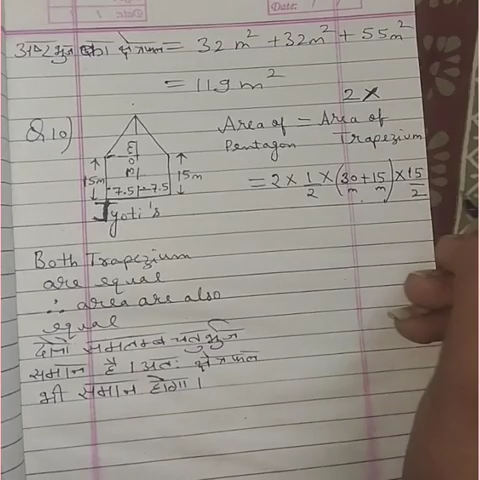 अष्टभुज का क्षेत्रफल = 32 m² + 32 m² + 55 m²
= 119 m²
Q 10)
2 ×
Area of Pentagon = Area of Trapezium
= 2 × 1/2 × (30 m + 15 m) × 15/2
15m
30m
15m
7.5 7.5
Jyoti's
Both Trapezium
are equal
∴ area are also
equal
दोनो समलम्ब चतुर्भुज
समान है । अतः क्षेत्रफल
भी समान होगा ।